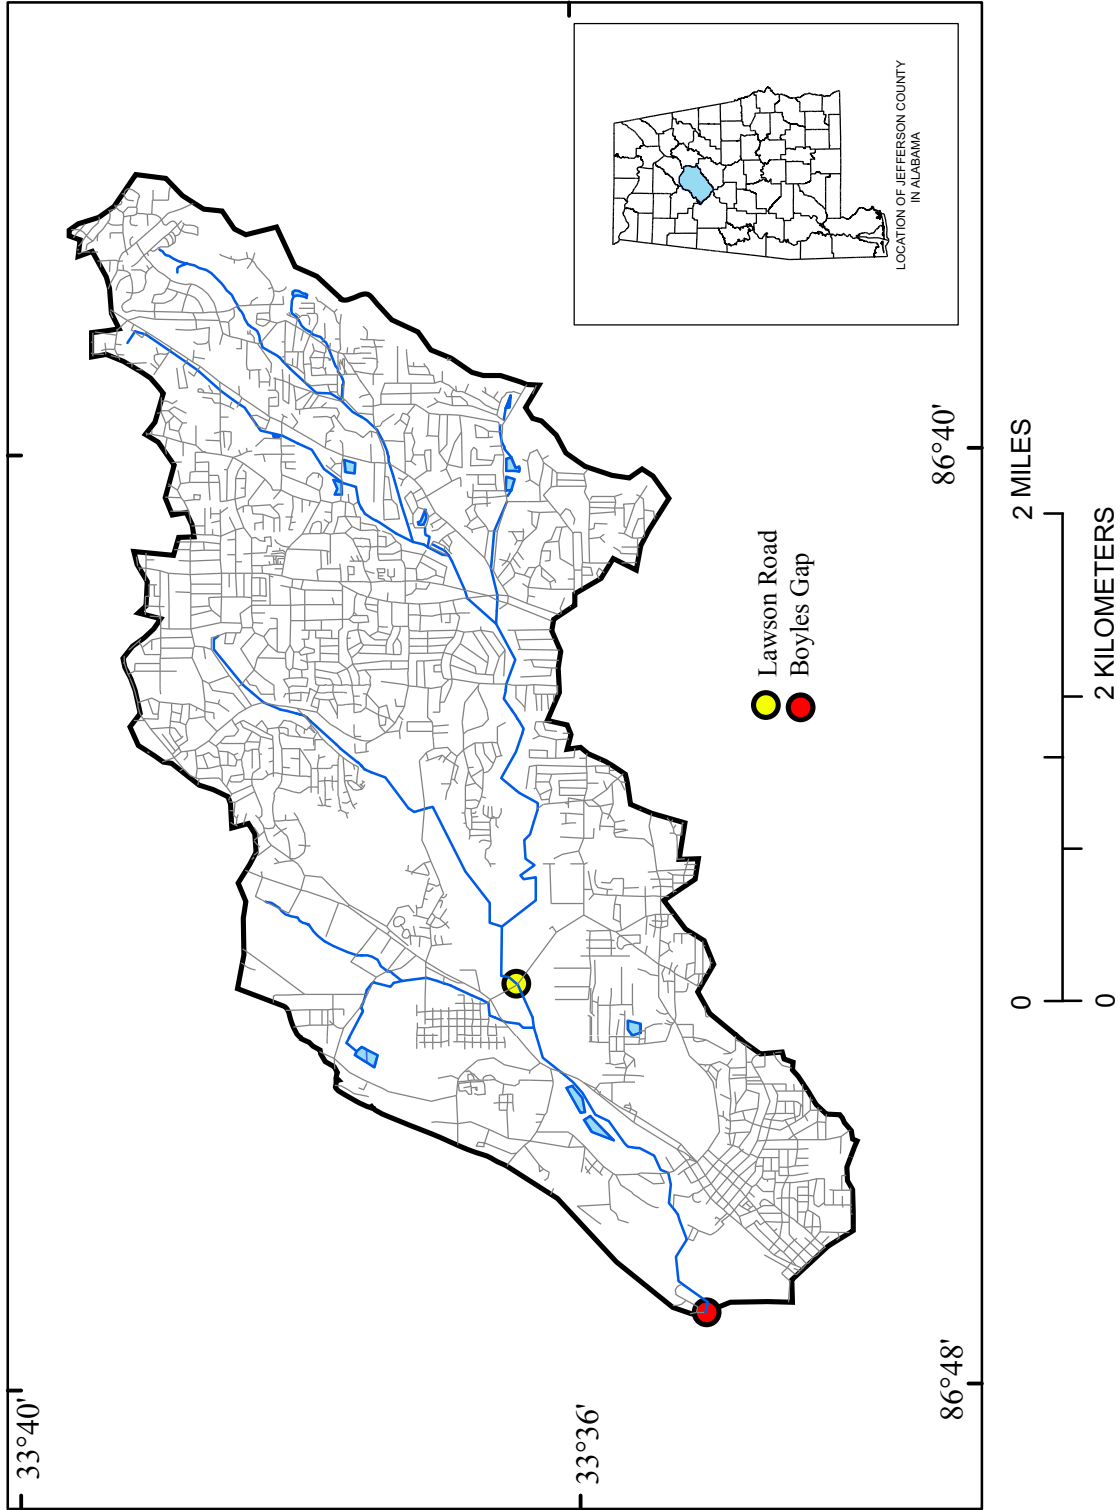 33°40'
33°36'
86°48'
86°40'
Lawson Road
Boyles Gap
LOCATION OF JEFFERSON COUNTY
IN ALABAMA
0
2 MILES
0
2 KILOMETERS